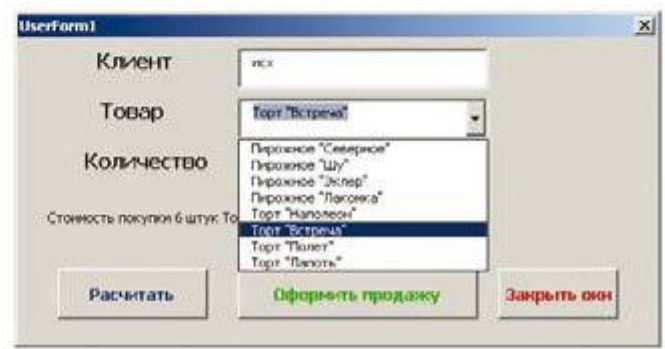 UserForm1
Клиент
исх
Товар
Торт "Встреча"
Количество
Пирожное "Северное"
Пирожное "Шу"
Пирожное "Эклер"
Пирожное "Лакомка"
Торт "Наполеон"
Торт "Встреча"
Торт "Полет"
Торт "Лапоть"
Стоимость покупки 6 штук То
Расчитать
Оформить продажу
Закрыть окн